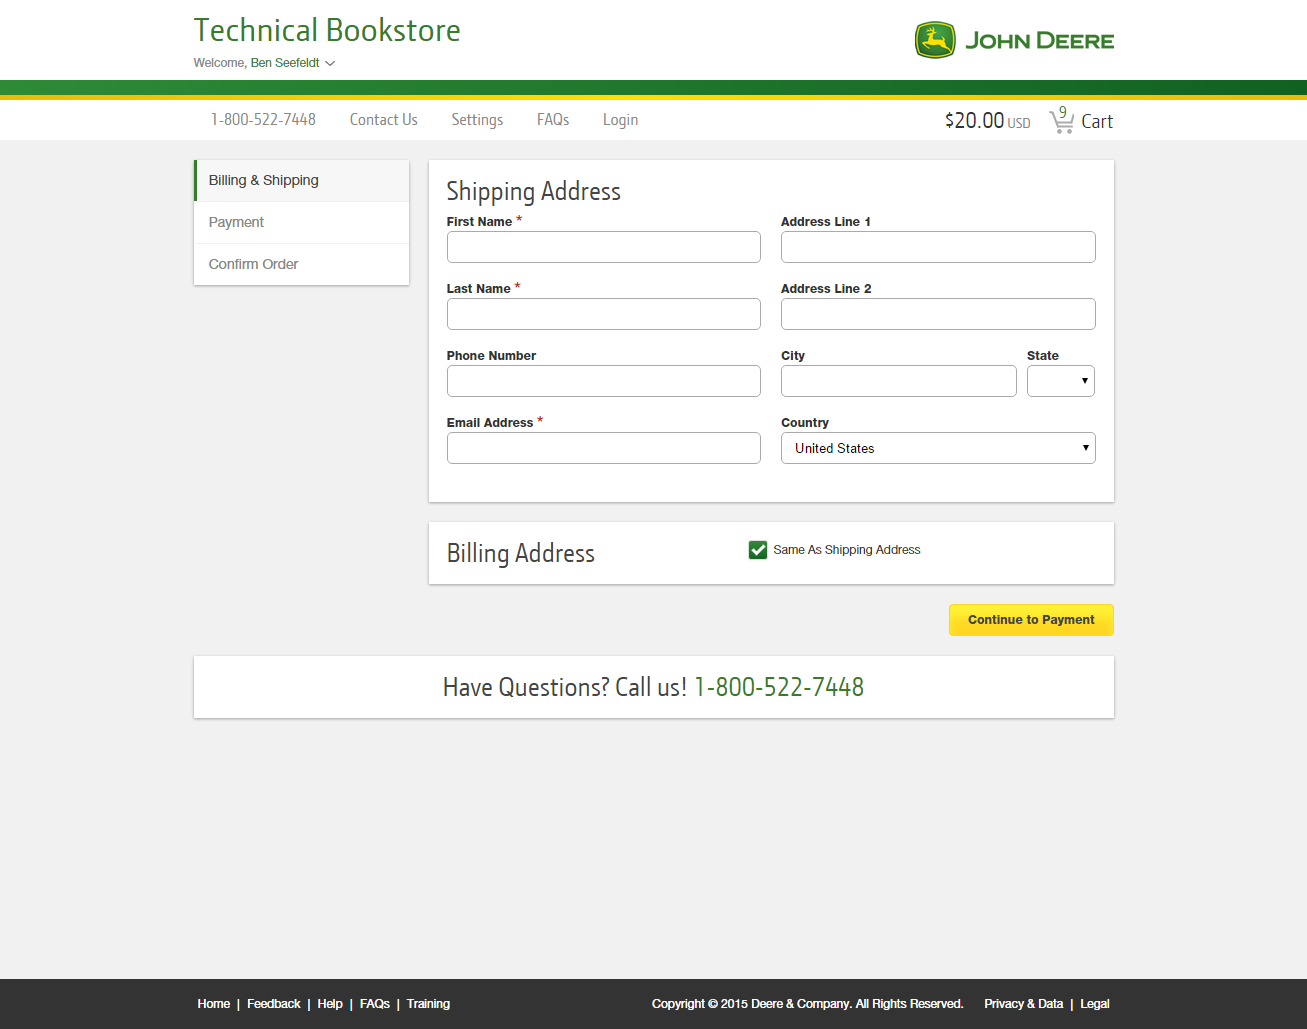 Technical Bookstore
Welcome, Ben Seefeldt
JOHN DEERE
1-800-522-7448 Contact Us Settings FAQs Login $20.00 USD 9 Cart
Billing & Shipping
Payment
Confirm Order
Shipping Address
First Name * Address Line 1
Last Name * Address Line 2
Phone Number City State
Email Address * Country
United States
Billing Address Same As Shipping Address
Continue to Payment
Have Questions? Call us! 1-800-522-7448
Home | Feedback | Help | FAQs | Training Copyright © 2015 Deere & Company. All Rights Reserved. Privacy & Data | Legal